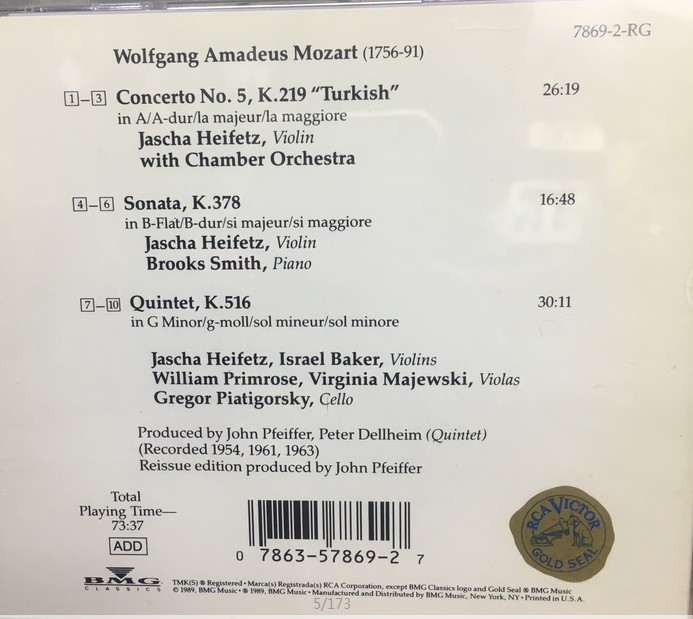 7869-2-RG
Wolfgang Amadeus Mozart (1756-91)
1–3 Concerto No. 5, K.219 “Turkish” 26:19
in A/A-dur/la majeur/la maggiore
Jascha Heifetz, Violin
with Chamber Orchestra
4–6 Sonata, K.378 16:48
in B-Flat/B-dur/si majeur/si maggiore
Jascha Heifetz, Violin
Brooks Smith, Piano
7–10 Quintet, K.516 30:11
in G Minor/g-moll/sol mineur/sol minore
Jascha Heifetz, Israel Baker, Violins
William Primrose, Virginia Majewski, Violas
Gregor Piatigorsky, Cello
Produced by John Pfeiffer, Peter Dellheim (Quintet)
(Recorded 1954, 1961, 1963)
Reissue edition produced by John Pfeiffer
Total
Playing Time—
73:37
ADD
0 7863-57869-2 7
RCA VICTOR
GOLD SEAL
BMG
CLASSICS
TMK(S) ® Registered • Marca(s) Registrada(s) RCA Corporation, except BMG Classics logo and Gold Seal ® BMG Music
© 1989, BMG Music • ℗ 1989, BMG Music • Manufactured and Distributed by BMG Music, New York, NY • Printed in U.S.A.
5/173